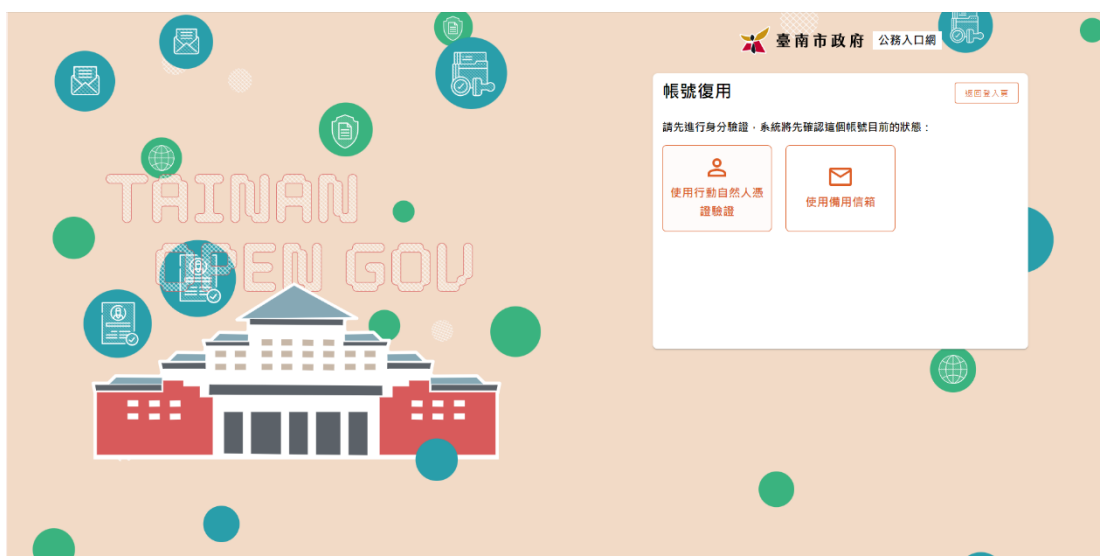 臺南市政府 公務入口網
帳號復用
返回登入頁
請先進行身分驗證，系統將先確認這個帳號目前的狀態：
使用行動自然人憑
證驗證
使用備用信箱
TAINAN
OPEN GOV